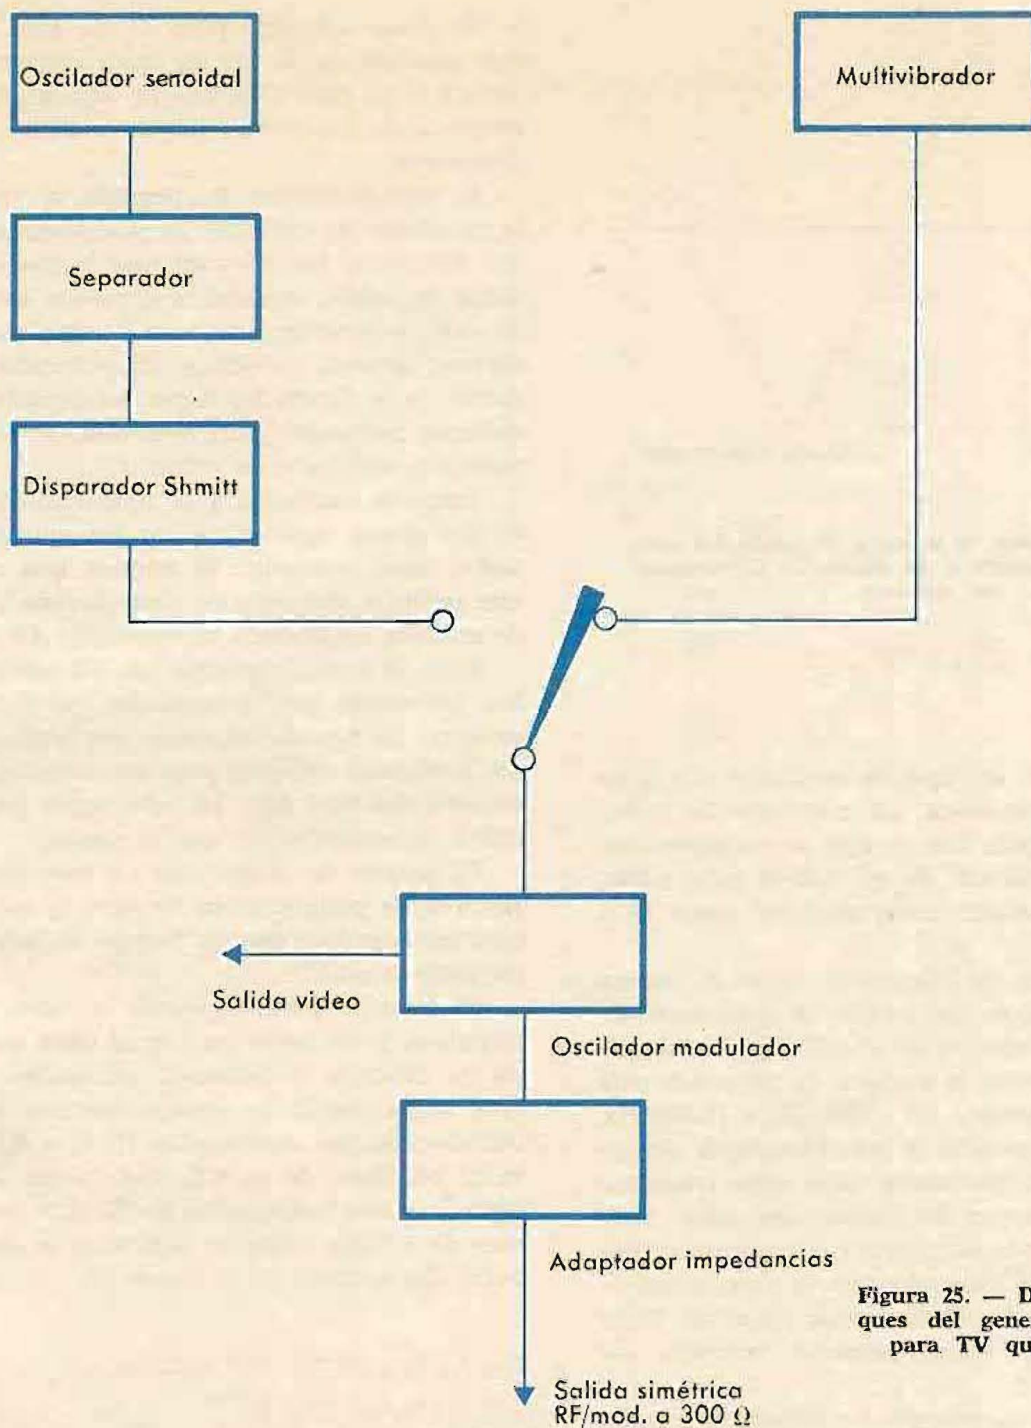 Oscilador senoidal
Multivibrador
Separador
Disparador Shmitt
Salida video
Oscilador modulador
Adaptador impedancias
Figura 25. — D
ques del gene
para TV qu
Salida simétrica
RF/mod. a 300 Ω